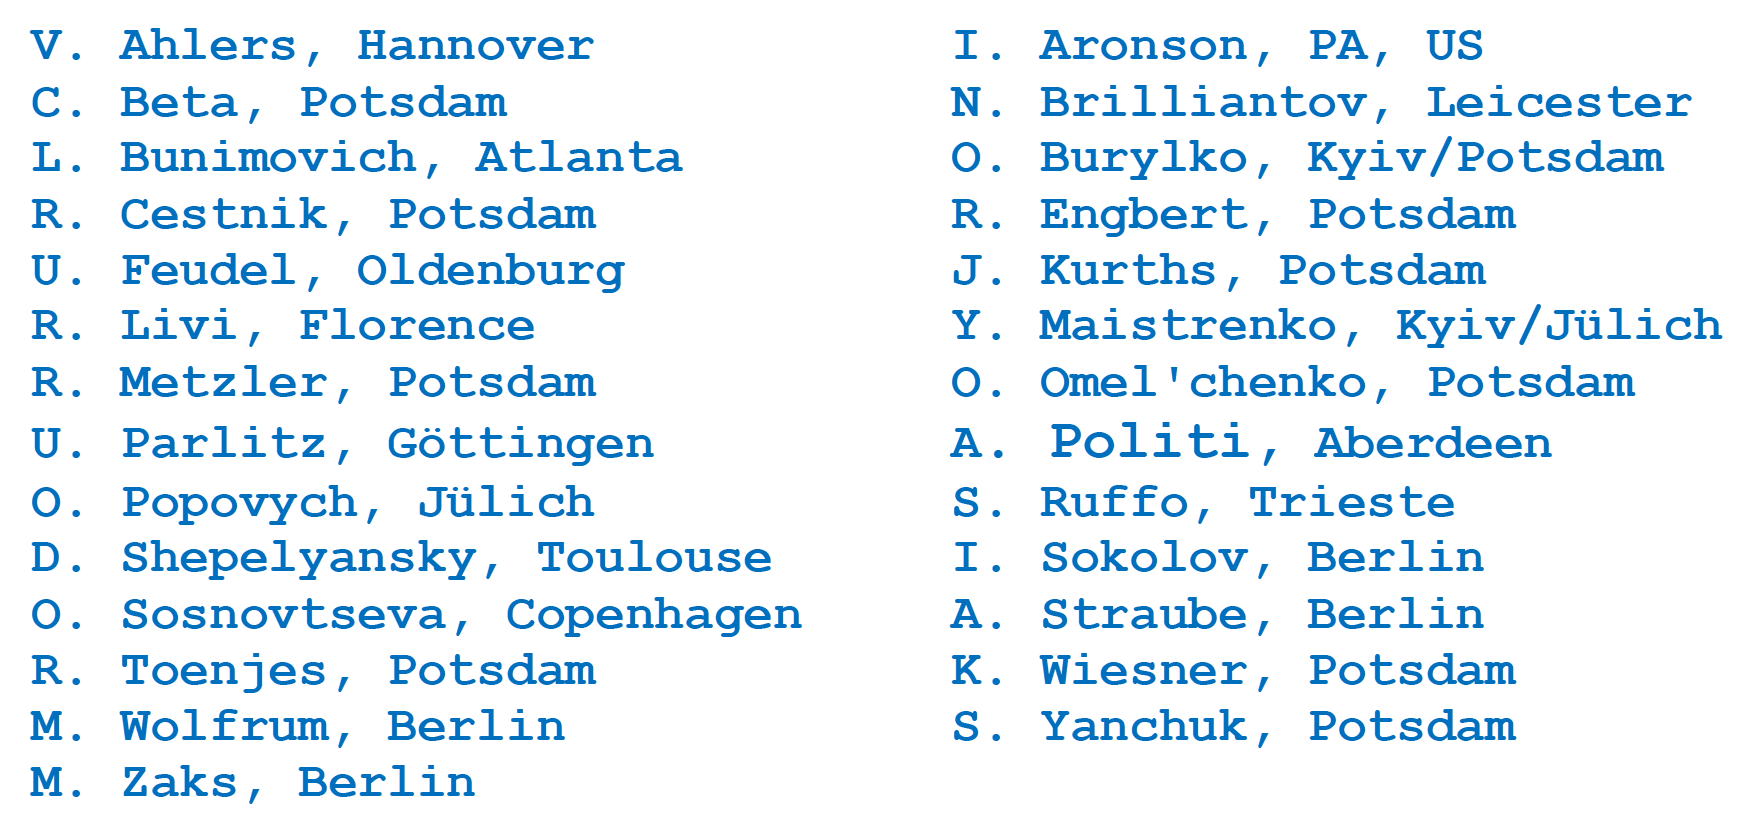 V. Ahlers, Hannover
C. Beta, Potsdam
L. Bunimovich, Atlanta
R. Cestnik, Potsdam
U. Feudel, Oldenburg
R. Livi, Florence
R. Metzler, Potsdam
U. Parlitz, Göttingen
O. Popovych, Jülich
D. Shepelyansky, Toulouse
O. Sosnovtseva, Copenhagen
R. Toenjes, Potsdam
M. Wolfrum, Berlin
M. Zaks, Berlin
I. Aronson, PA, US
N. Brilliantov, Leicester
O. Burylko, Kyiv/Potsdam
R. Engbert, Potsdam
J. Kurths, Potsdam
Y. Maistrenko, Kyiv/Jülich
O. Omel'chenko, Potsdam
A. Politi, Aberdeen
S. Ruffo, Trieste
I. Sokolov, Berlin
A. Straube, Berlin
K. Wiesner, Potsdam
S. Yanchuk, Potsdam